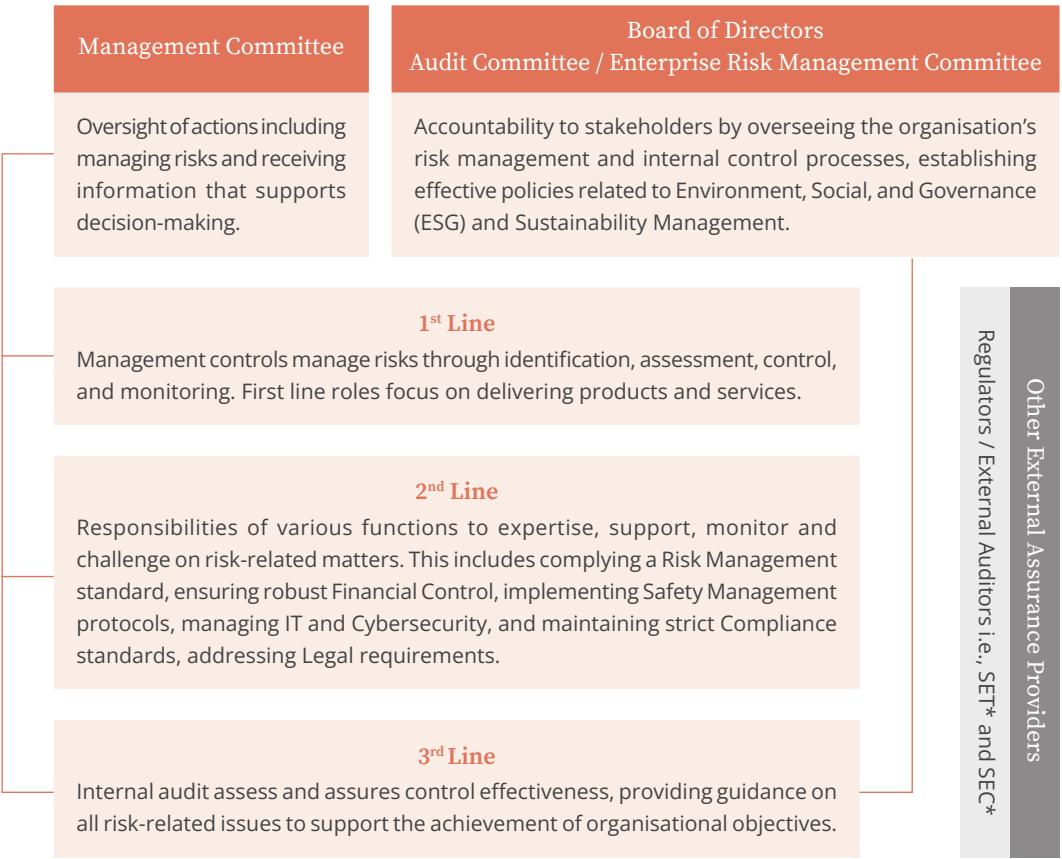 Management Committee
Oversight of actions including
managing risks and receiving
information that supports
decision-making.
Board of Directors
Audit Committee / Enterprise Risk Management Committee
Accountability to stakeholders by overseeing the organisation’s
risk management and internal control processes, establishing
effective policies related to Environment, Social, and Governance
(ESG) and Sustainability Management.
1st Line
Management controls manage risks through identification, assessment, control,
and monitoring. First line roles focus on delivering products and services.
2nd Line
Responsibilities of various functions to expertise, support, monitor and
challenge on risk-related matters. This includes complying a Risk Management
standard, ensuring robust Financial Control, implementing Safety Management
protocols, managing IT and Cybersecurity, and maintaining strict Compliance
standards, addressing Legal requirements.
3rd Line
Internal audit assess and assures control effectiveness, providing guidance on
all risk-related issues to support the achievement of organisational objectives.
Regulators / External Auditors i.e., SET* and SEC*
Other External Assurance Providers